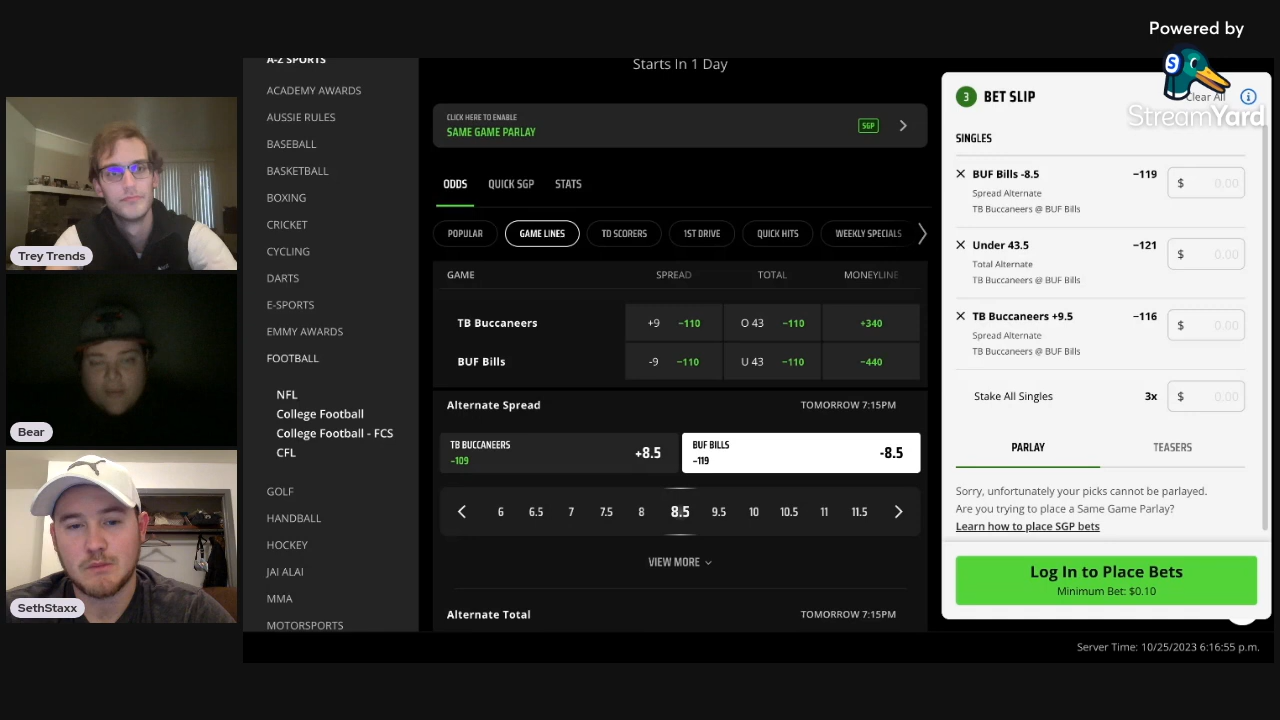 Powered by
StreamYard
Trey Trends
Bear
SethStaxx
A-Z SPORTS
ACADEMY AWARDS
AUSSIE RULES
BASEBALL
BASKETBALL
BOXING
CRICKET
CYCLING
DARTS
E-SPORTS
EMMY AWARDS
FOOTBALL
NFL
College Football
College Football - FCS
CFL
GOLF
HANDBALL
HOCKEY
JAI ALAI
MMA
MOTORSPORTS
Starts In 1 Day
CLICK HERE TO ENABLE
SAME GAME PARLAY
SGP
ODDS QUICK SGP STATS
POPULAR GAME LINES TD SCORERS 1ST DRIVE QUICK HITS WEEKLY SPECIALS
GAME SPREAD TOTAL MONEYLINE
TB Buccaneers +9 −110 O 43 −110 +340
BUF Bills -9 −110 U 43 −110 −440
Alternate Spread TOMORROW 7:15PM
TB BUCCANEERS
−109
+8.5
BUF BILLS
−119
-8.5
6 6.5 7 7.5 8 8.5 9.5 10 10.5 11 11.5
VIEW MORE
Alternate Total TOMORROW 7:15PM
3 BET SLIP Clear All
SINGLES
BUF Bills -8.5 −119 $ 0.00
Spread Alternate
TB Buccaneers @ BUF Bills
Under 43.5 −121 $ 0.00
Total Alternate
TB Buccaneers @ BUF Bills
TB Buccaneers +9.5 −116 $ 0.00
Spread Alternate
TB Buccaneers @ BUF Bills
Stake All Singles 3x $ 0.00
PARLAY TEASERS
Sorry, unfortunately your picks cannot be parlayed.
Are you trying to place a Same Game Parlay?
Learn how to place SGP bets
Log In to Place Bets
Minimum Bet: $0.10
Server Time: 10/25/2023 6:16:55 p.m.